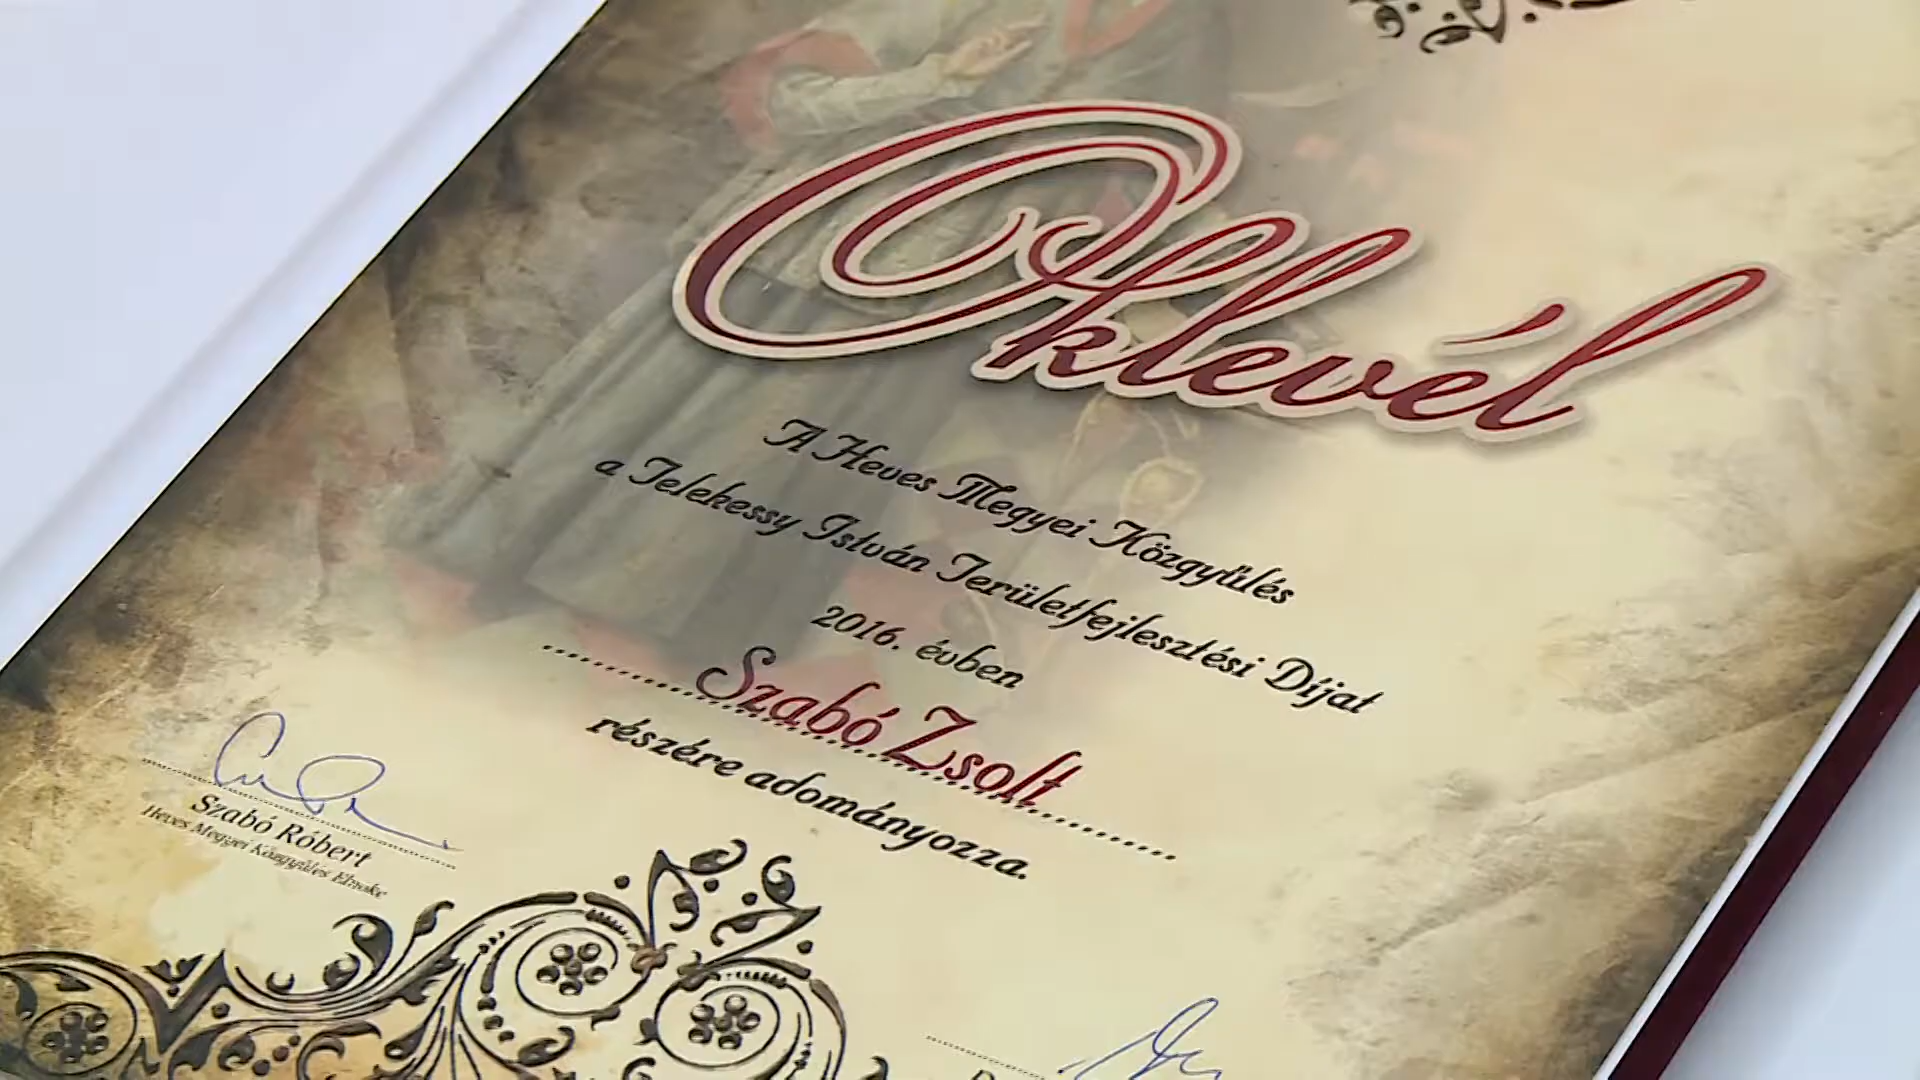 Oklevél
A Heves Megyei Közgyűlés
a Telekessy István Területfejlesztési Díjat
2016. évben
Szabó Zsolt
részére adományozza.
Szabó Róbert
Heves Megyei Közgyűlés Elnöke